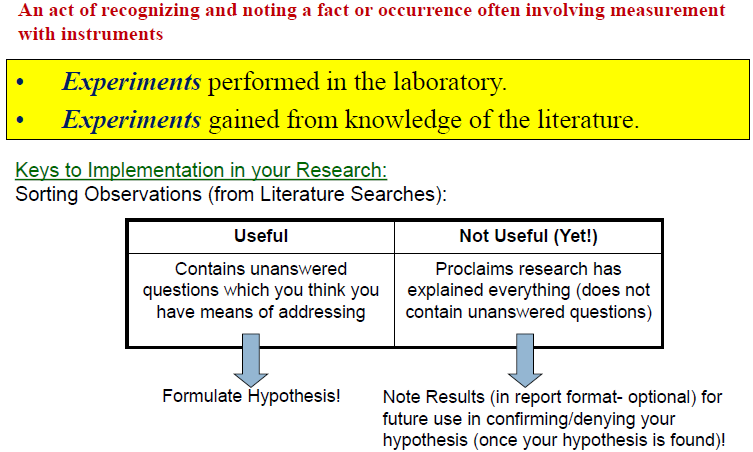 An act of recognizing and noting a fact or occurrence often involving measurement
with instruments
• Experiments performed in the laboratory.
• Experiments gained from knowledge of the literature.
Keys to Implementation in your Research:
Sorting Observations (from Literature Searches):
Useful
Contains unanswered
questions which you think you
have means of addressing
Formulate Hypothesis!
Not Useful (Yet!)
Proclaims research has
explained everything (does not
contain unanswered questions)
Note Results (in report format- optional) for
future use in confirming/denying your
hypothesis (once your hypothesis is found)!